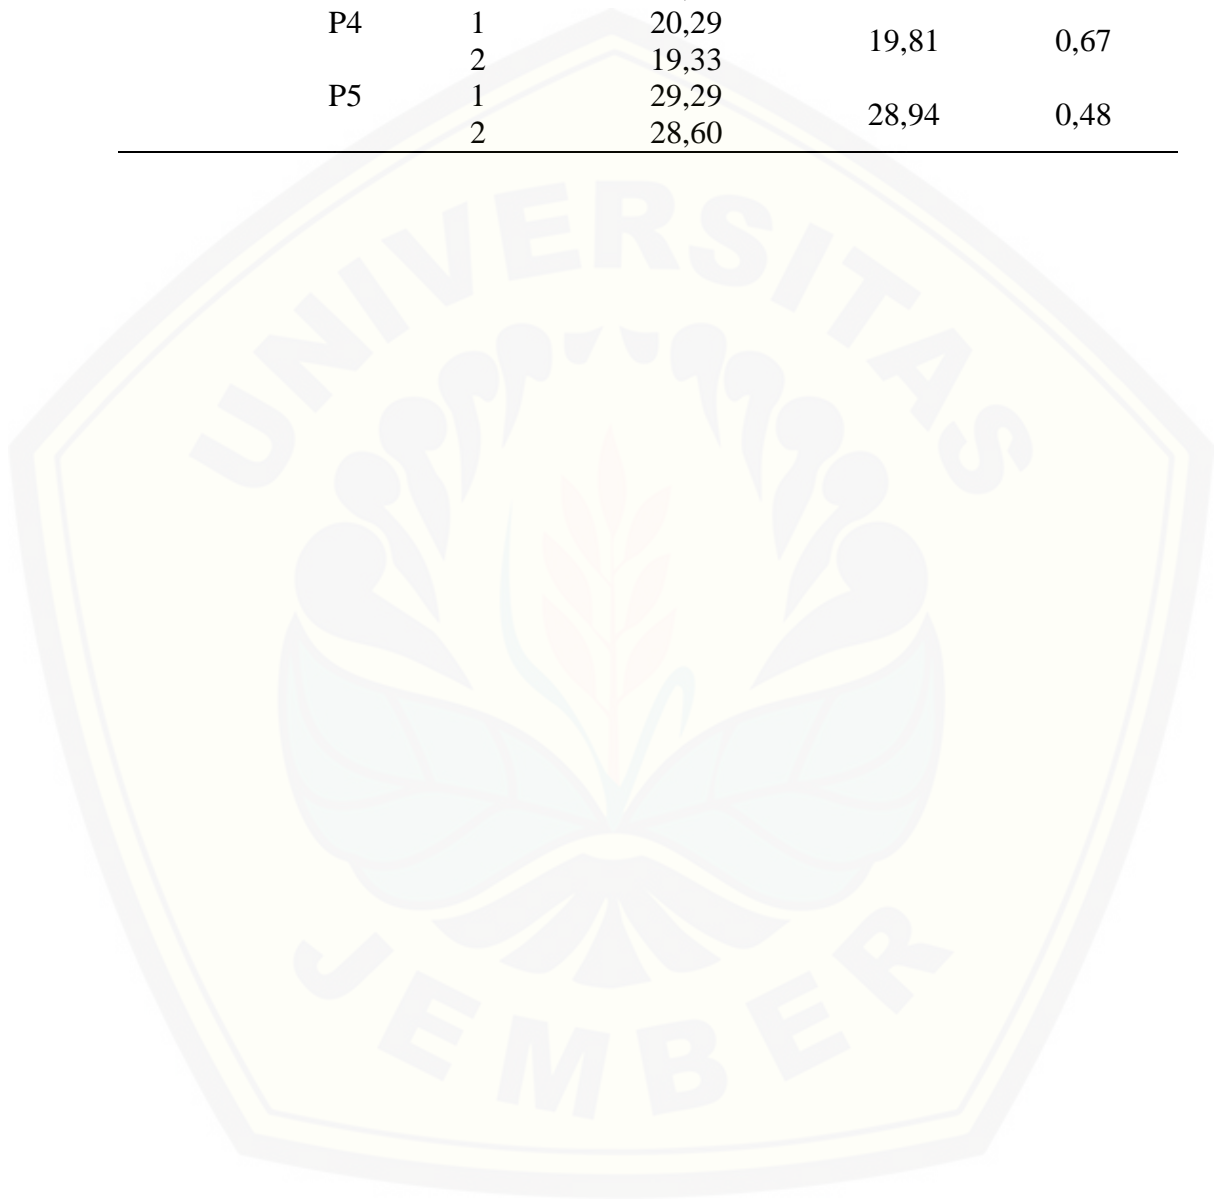 P4 1 20,29 19,81 0,67
2 19,33
P5 1 29,29 28,94 0,48
2 28,60
UNIVERSITAS
JEMBER